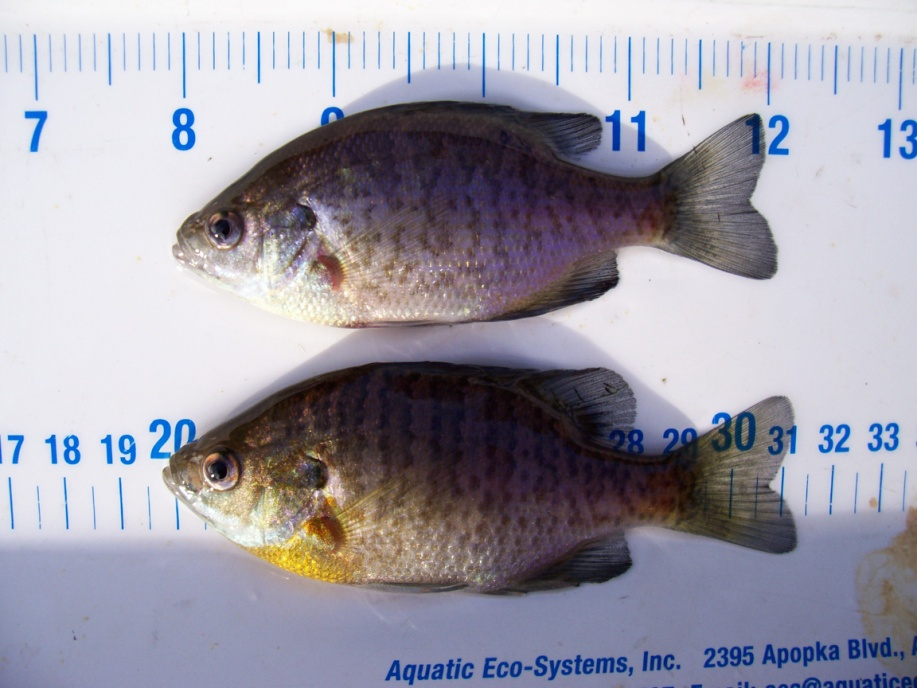 7 8 9 11 12 13
17 18 19 20 28 29 30 31 32 33
Aquatic Eco-Systems, Inc. 2395 Apopka Blvd.,